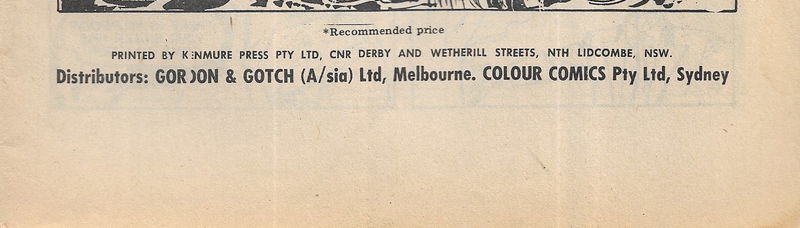 *Recommended price
PRINTED BY KENMURE PRESS PTY LTD, CNR DERBY AND WETHERILL STREETS, NTH LIDCOMBE, NSW.
Distributors: GORDON & GOTCH (A/sia) Ltd, Melbourne. COLOUR COMICS Pty Ltd, Sydney